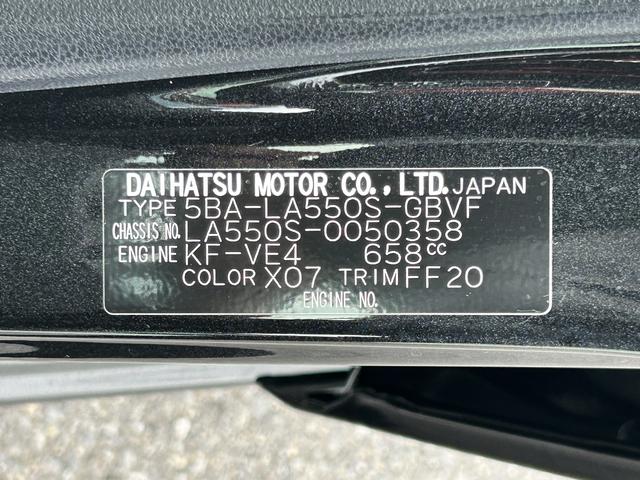 DAIHATSU MOTOR CO.,LTD. JAPAN
TYPE 5BA-LA550S-GBVF
CHASSIS NO. LA550S-0050358
ENGINE KF-VE4 658CC
COLOR X07 TRIM FF20
ENGINE NO.